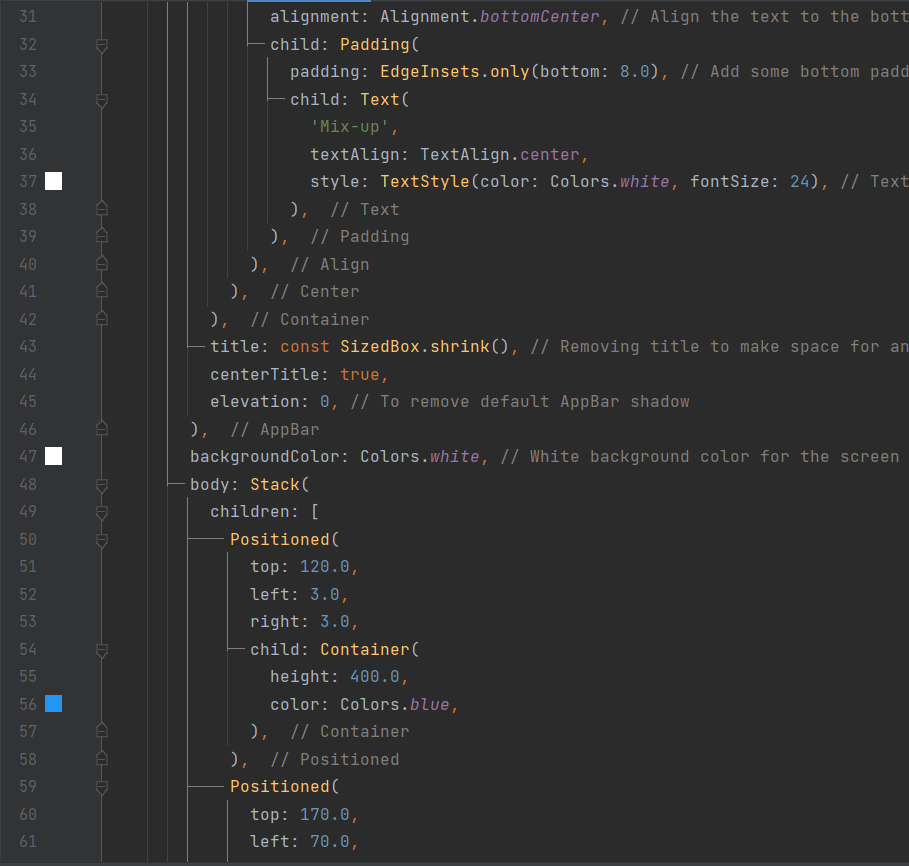 31 alignment: Alignment.bottomCenter, // Align the text to the bott
32 child: Padding(
33 padding: EdgeInsets.only(bottom: 8.0), // Add some bottom padd
34 child: Text(
35 'Mix-up',
36 textAlign: TextAlign.center,
37 style: TextStyle(color: Colors.white, fontSize: 24), // Text
38 ), // Text
39 ), // Padding
40 ), // Align
41 ), // Center
42 ), // Container
43 title: const SizedBox.shrink(), // Removing title to make space for an
44 centerTitle: true,
45 elevation: 0, // To remove default AppBar shadow
46 ), // AppBar
47 backgroundColor: Colors.white, // White background color for the screen
48 body: Stack(
49 children: [
50 Positioned(
51 top: 120.0,
52 left: 3.0,
53 right: 3.0,
54 child: Container(
55 height: 400.0,
56 color: Colors.blue,
57 ), // Container
58 ), // Positioned
59 Positioned(
60 top: 170.0,
61 left: 70.0,